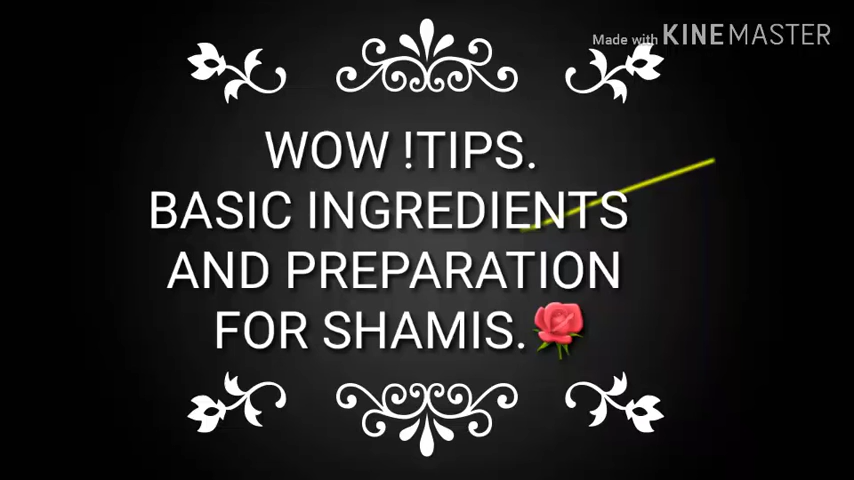 Made with KINEMASTER
WOW !TIPS.
BASIC INGREDIENTS
AND PREPARATION
FOR SHAMIS.🌹